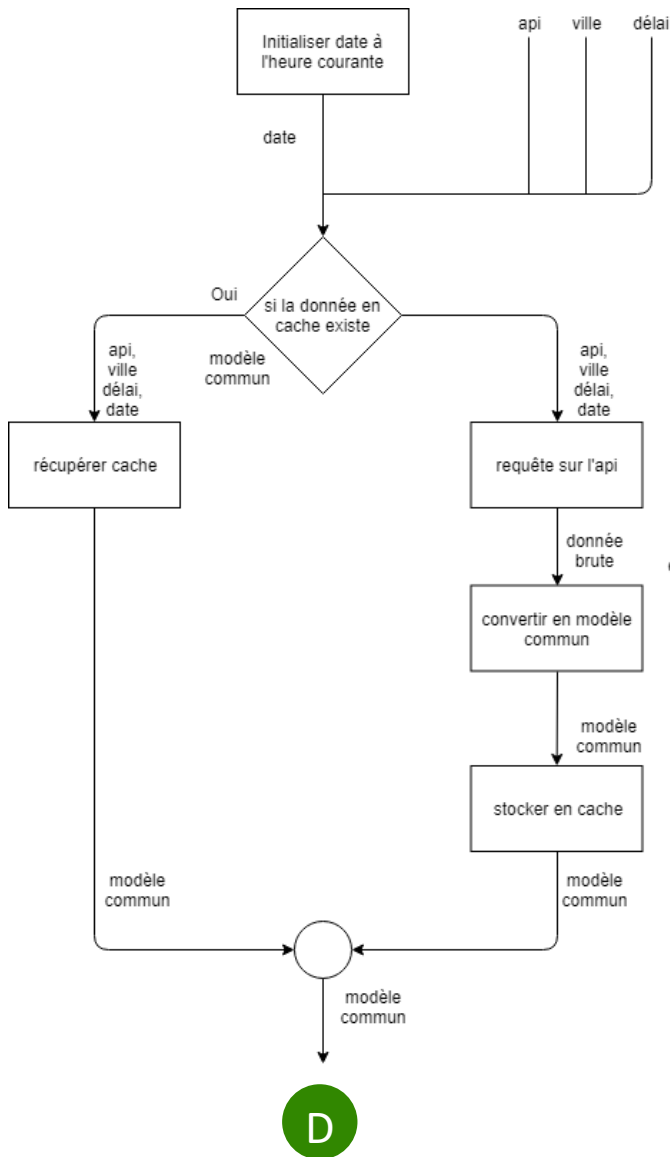 Initialiser date à
l'heure courante
api
ville
délai
date
Oui
si la donnée en
cache existe
modèle
commun
api,
ville
délai,
date
api,
ville
délai,
date
récupérer cache
requête sur l'api
donnée
brute
convertir en modèle
commun
modèle
commun
stocker en cache
modèle
commun
modèle
commun
modèle
commun
D